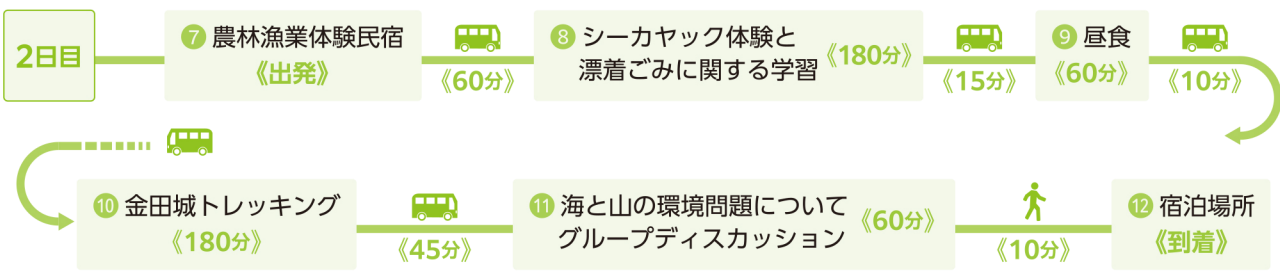 2日目
⑦ 農林漁業体験民宿
《出発》
《60分》
⑧ シーカヤック体験と
漂着ごみに関する学習
《180分》
《15分》
⑨ 昼食
《60分》
《10分》
⑩ 金田城トレッキング
《180分》
《45分》
⑪ 海と山の環境問題について
グループディスカッション
《60分》
《10分》
⑫ 宿泊場所
《到着》